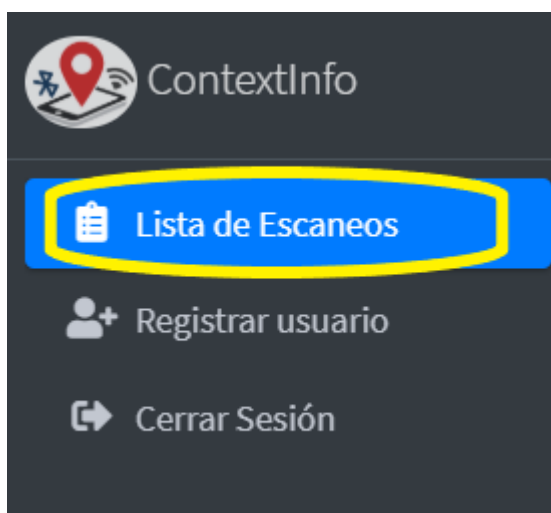 ContextInfo
Lista de Escaneos
Registrar usuario
Cerrar Sesión